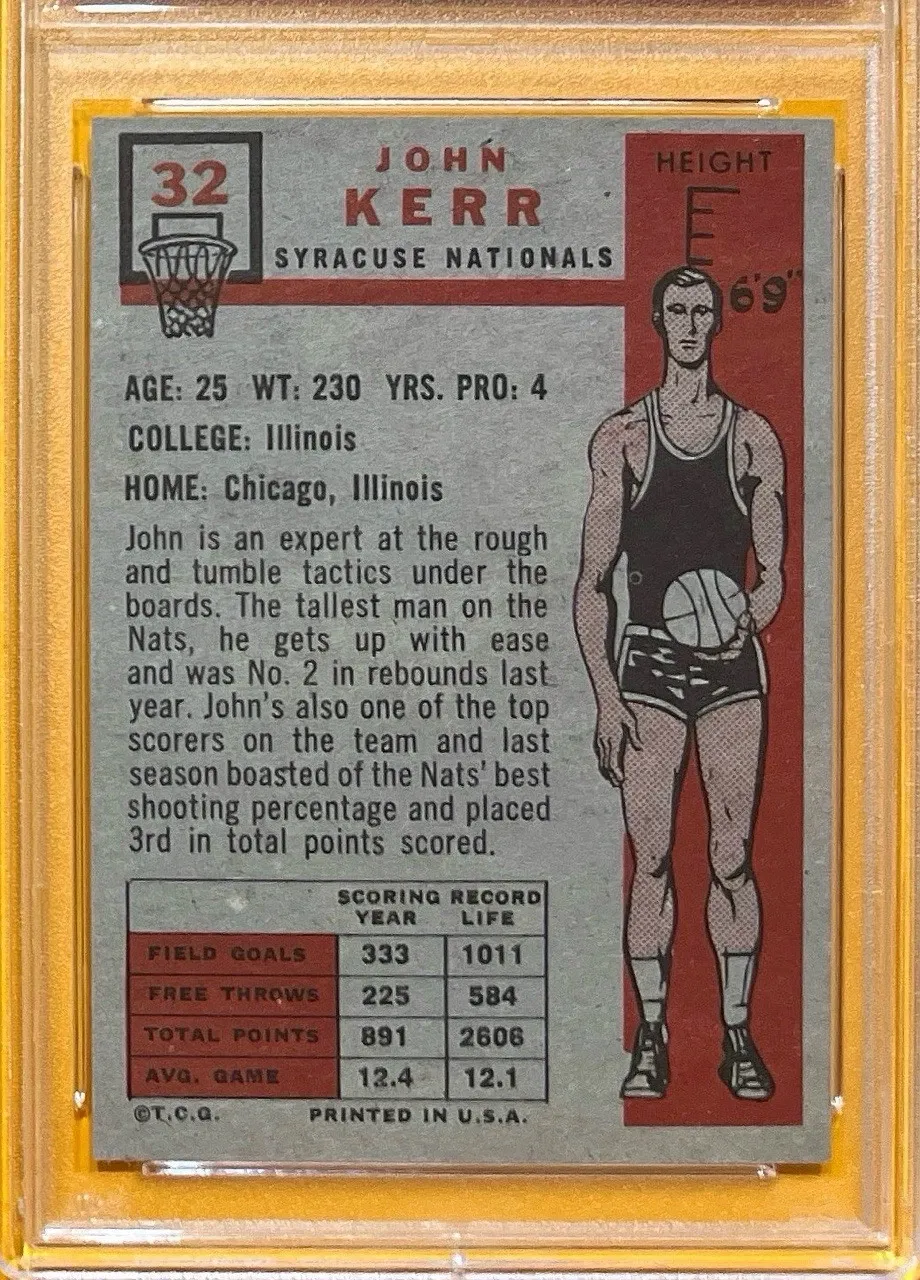 32
JOHN
KERR
SYRACUSE NATIONALS
HEIGHT
6'9"
AGE: 25 WT: 230 YRS. PRO: 4
COLLEGE: Illinois
HOME: Chicago, Illinois
John is an expert at the rough
and tumble tactics under the
boards. The tallest man on the
Nats, he gets up with ease
and was No. 2 in rebounds last
year. John's also one of the top
scorers on the team and last
season boasted of the Nats' best
shooting percentage and placed
3rd in total points scored.
SCORING RECORD
YEAR LIFE
FIELD GOALS 333 1011
FREE THROWS 225 584
TOTAL POINTS 891 2606
AVG. GAME 12.4 12.1
©T.C.G. PRINTED IN U.S.A.